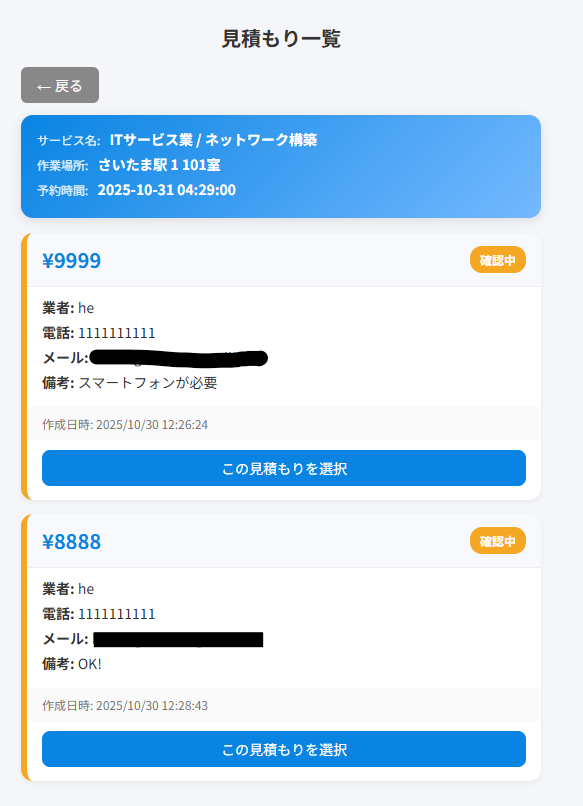 見積もり一覧
← 戻る
サービス名: ITサービス業 / ネットワーク構築
作業場所: さいたま駅 1 101室
予約時間: 2025-10-31 04:29:00
¥9999
確認中
業者: he
電話: 1111111111
メール:
備考: スマートフォンが必要
作成日時: 2025/10/30 12:26:24
この見積もりを選択
¥8888
確認中
業者: he
電話: 1111111111
メール:
備考: OK!
作成日時: 2025/10/30 12:28:43
この見積もりを選択